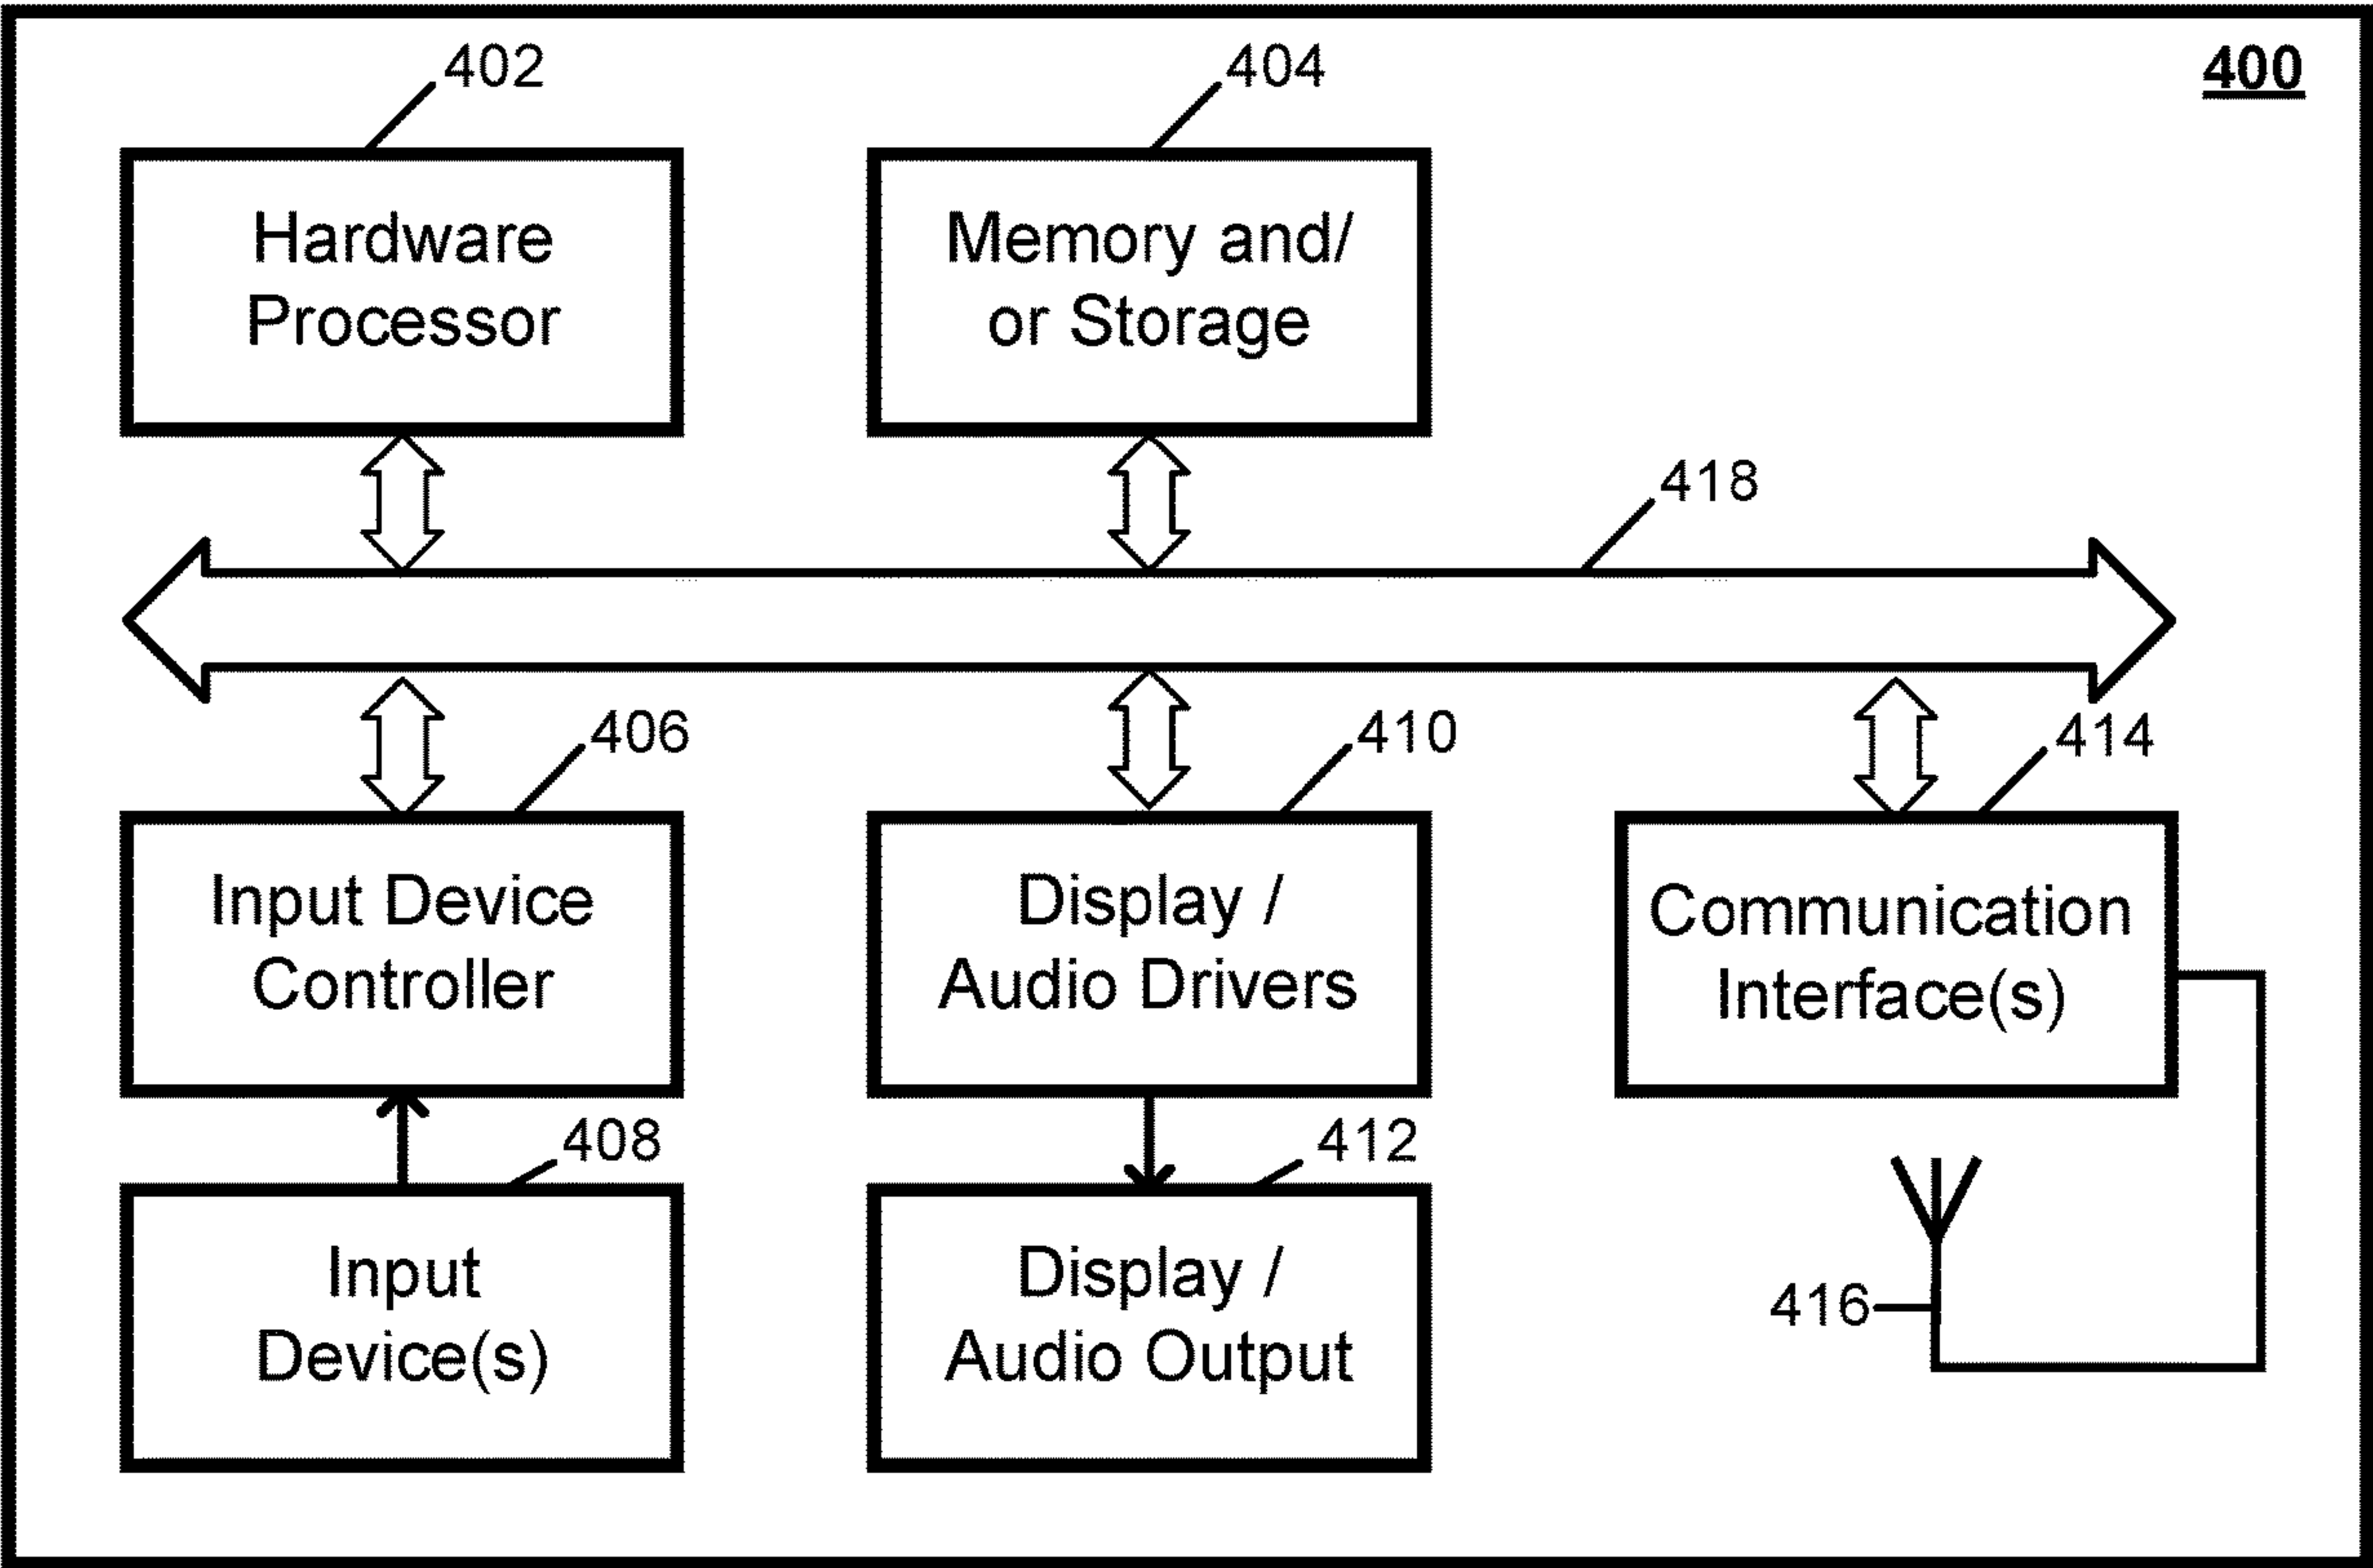 400
402
404
Hardware
Processor
Memory and/
or Storage
418
406
410
414
Input Device
Controller
Display /
Audio Drivers
Communication
Interface(s)
408
412
Input
Device(s)
Display /
Audio Output
416